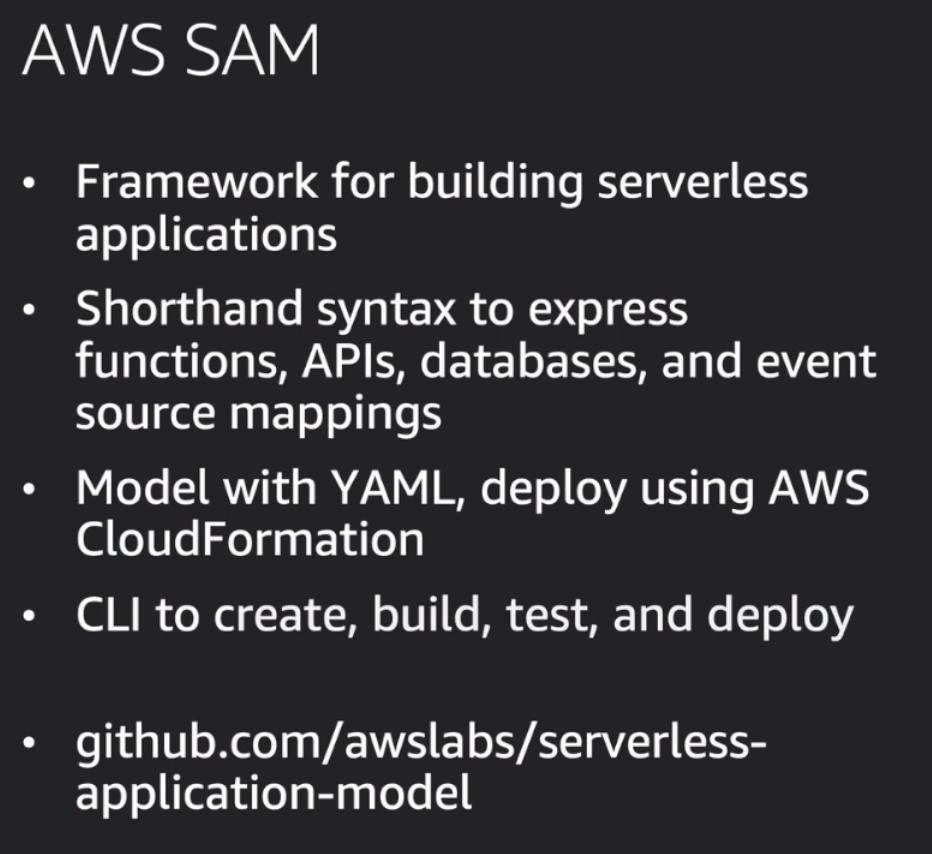 AWS SAM
• Framework for building serverless
applications
• Shorthand syntax to express
functions, APIs, databases, and event
source mappings
• Model with YAML, deploy using AWS
CloudFormation
• CLI to create, build, test, and deploy
• github.com/awslabs/serverless-
application-model